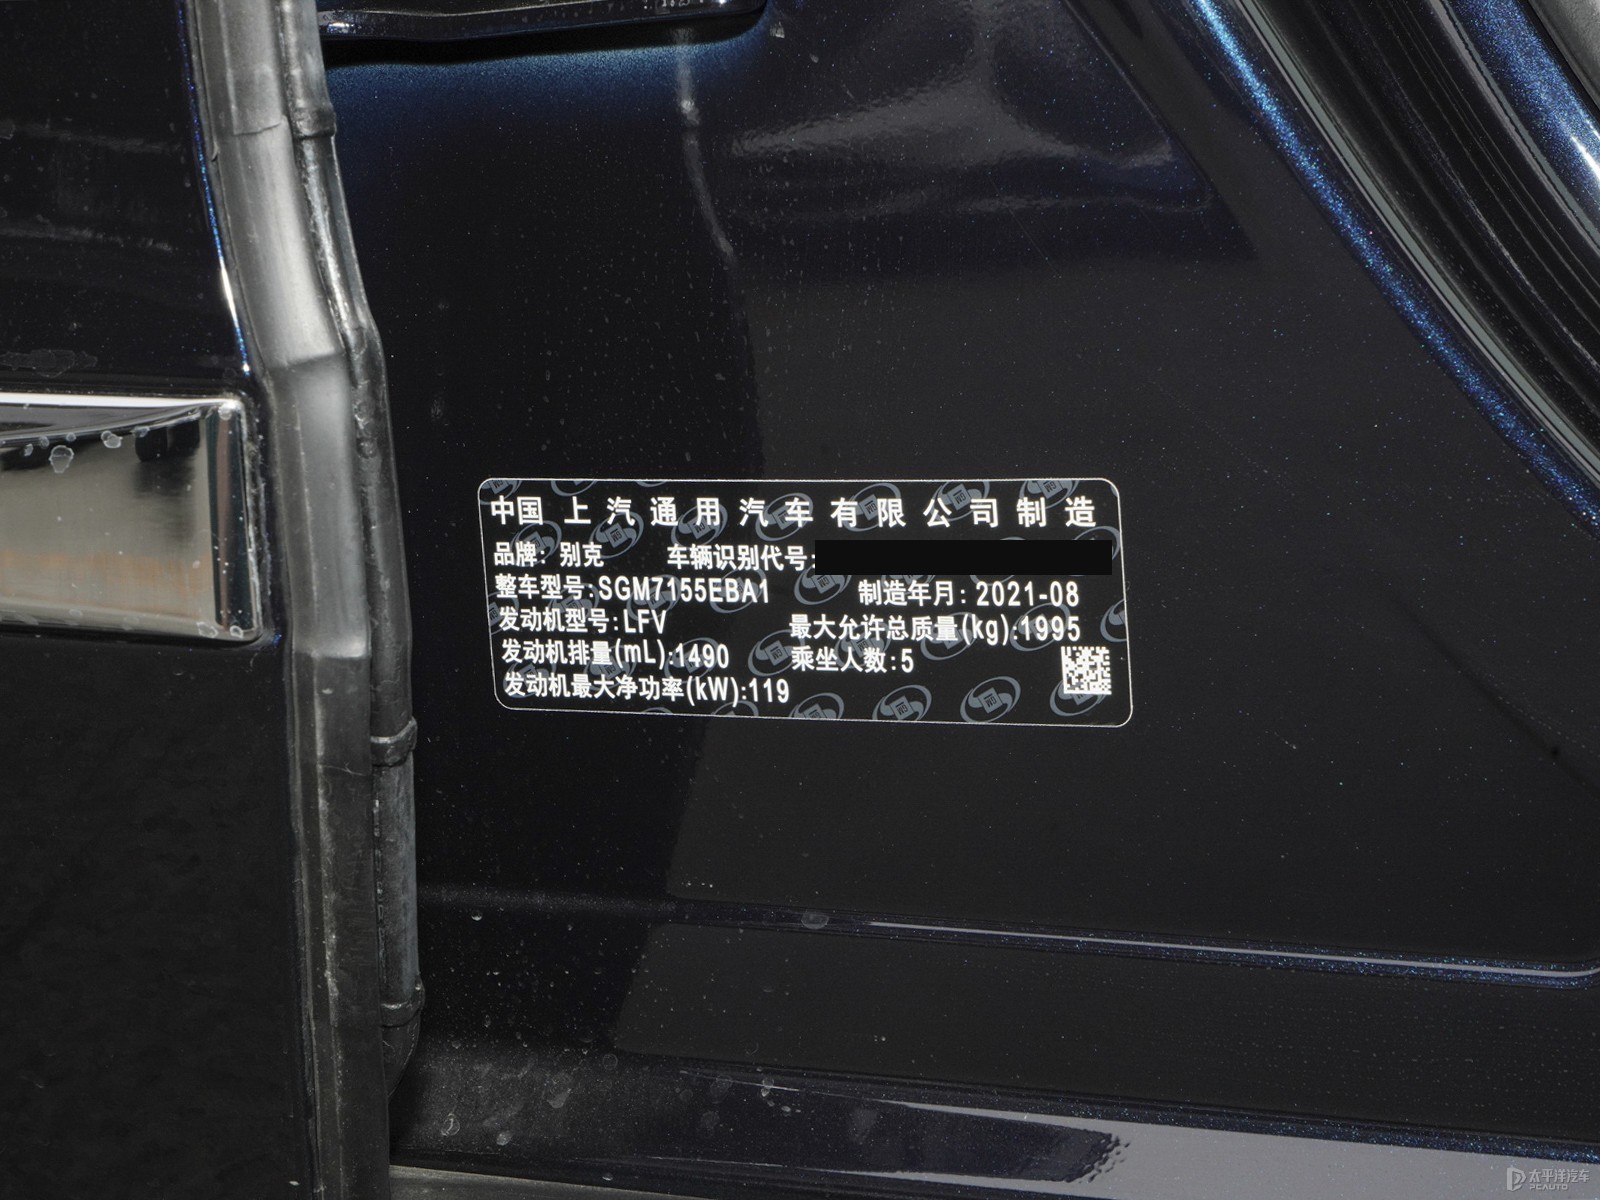 中国上汽通用汽车有限公司制造
品牌：别克 车辆识别代号:
整车型号:SGM7155EBA1 制造年月: 2021-08
发动机型号:LFV 最大允许总质量(kg):1995
发动机排量(mL):1490 乘坐人数:5
发动机最大净功率(kW):119
太平洋汽车
PCAUTO